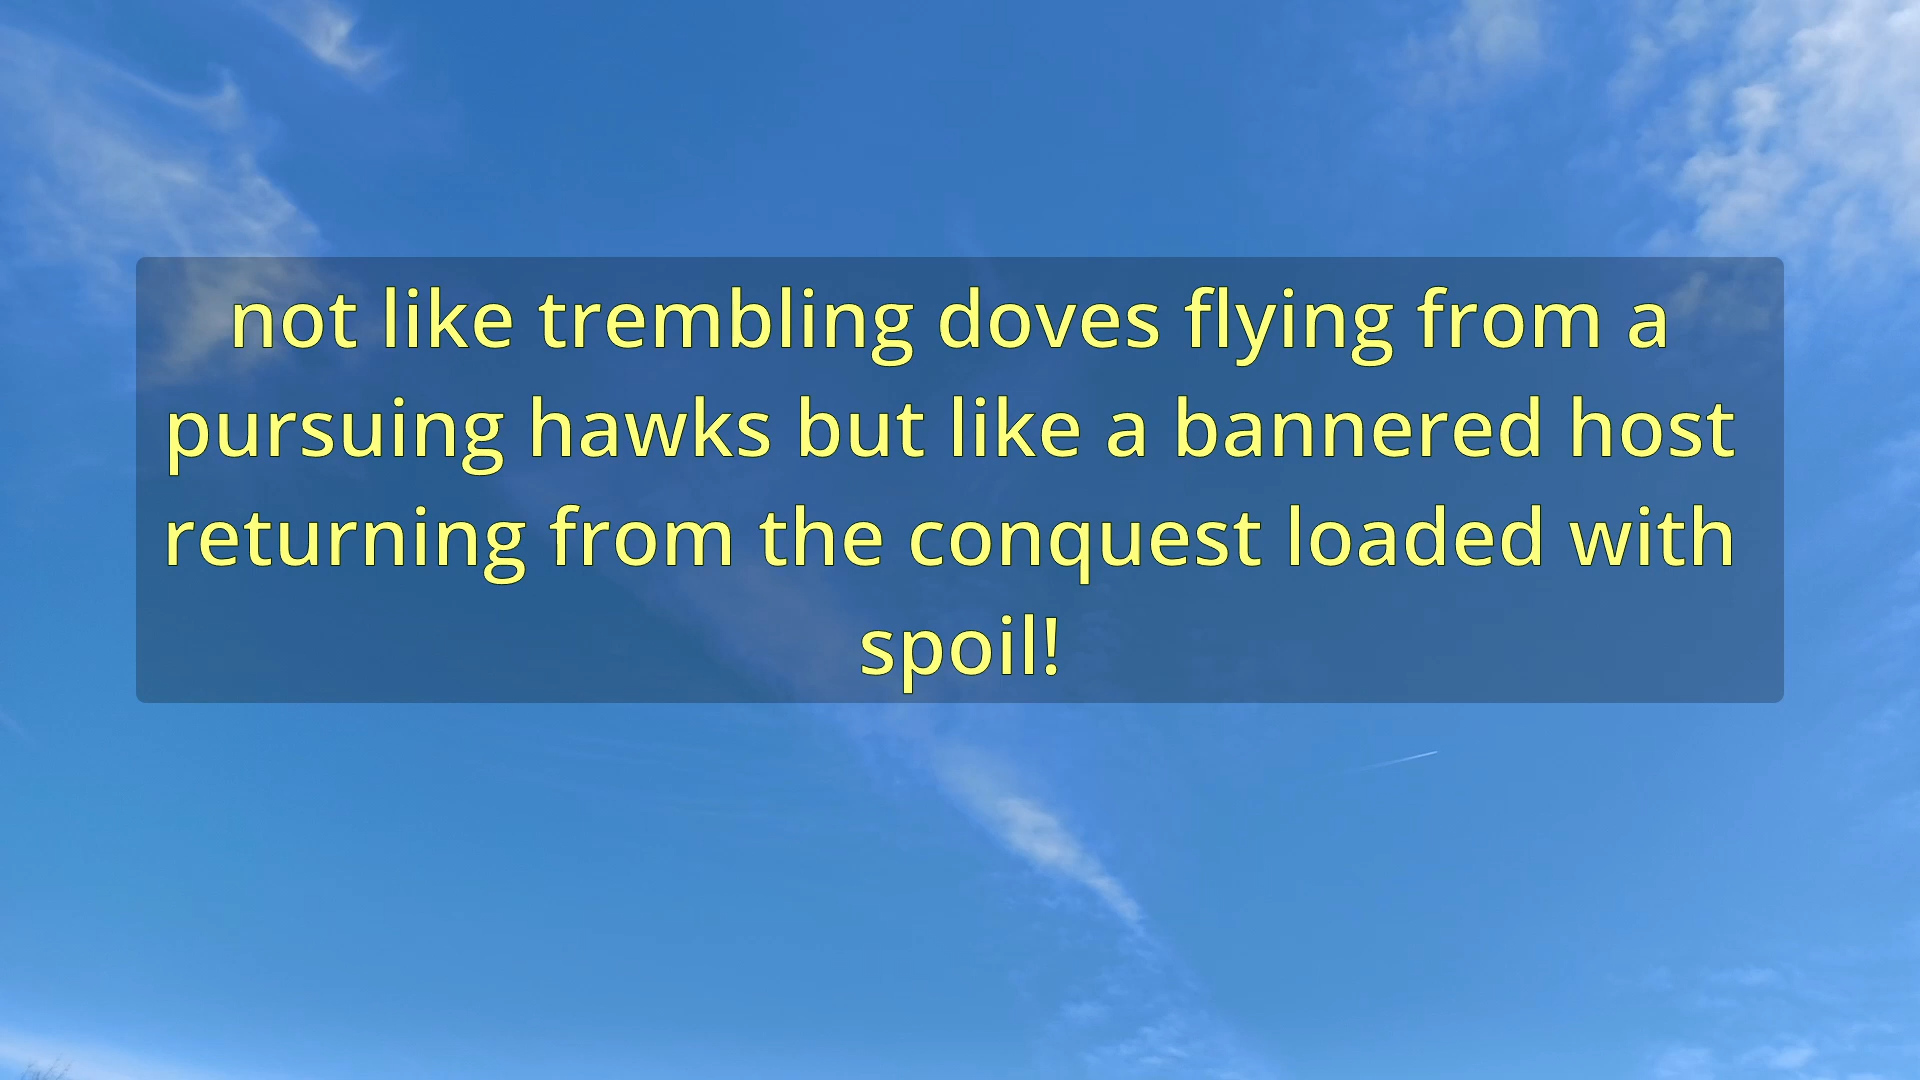 not like trembling doves flying from a
pursuing hawks but like a bannered host
returning from the conquest loaded with
spoil!